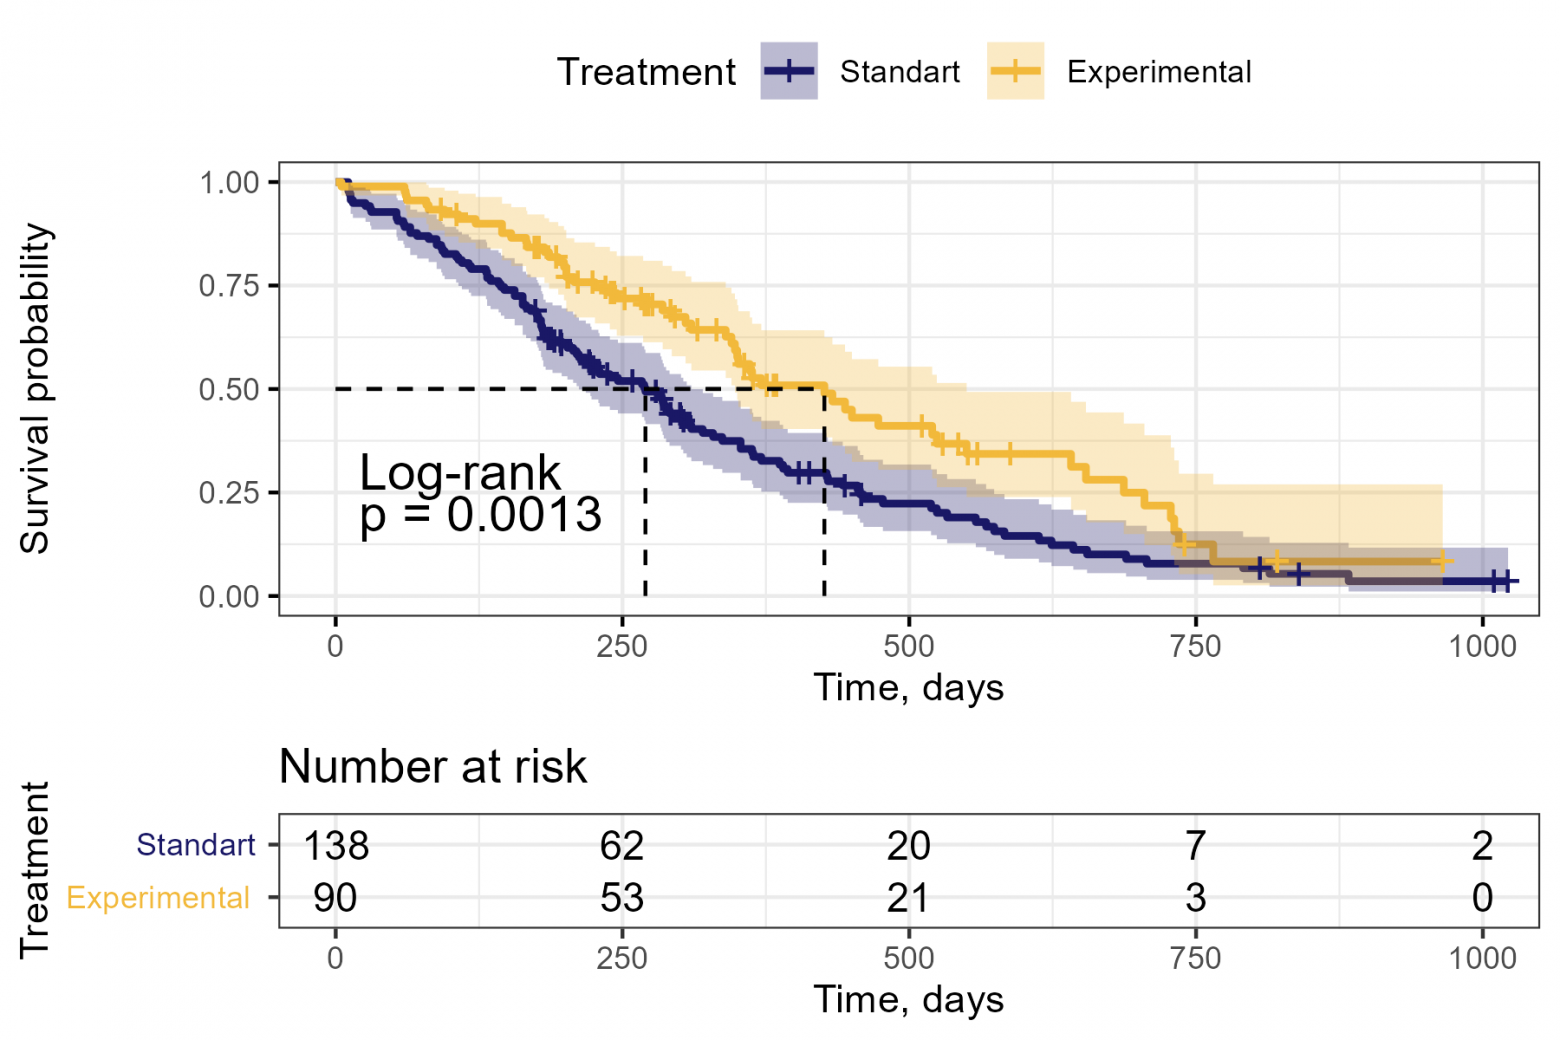 Treatment Standart Experimental
Survival probability
1.00
0.75
0.50
0.25
0.00
Log-rank
p = 0.0013
0 250 500 750 1000
Time, days
Number at risk
Treatment
Standart 138 62 20 7 2
Experimental 90 53 21 3 0
0 250 500 750 1000
Time, days